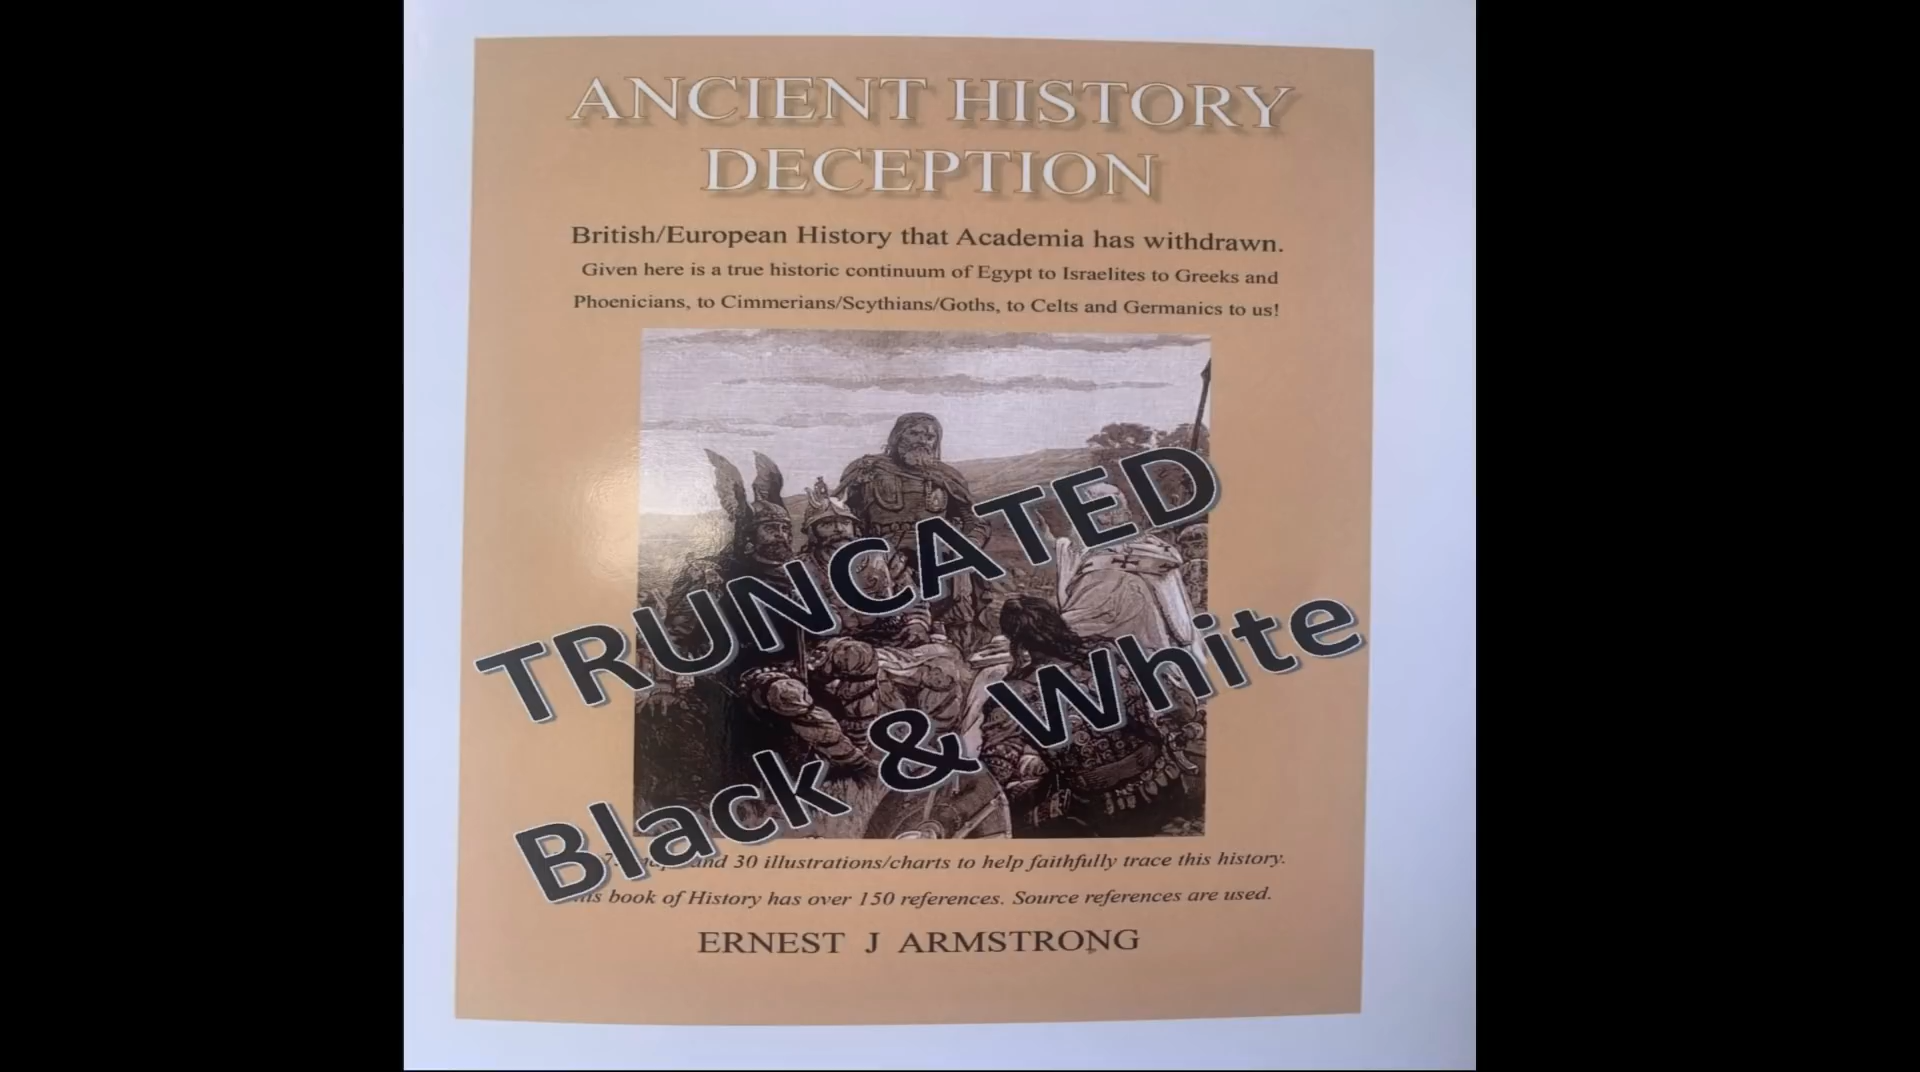 ANCIENT HISTORY
DECEPTION
British/European History that Academia has withdrawn.
Given here is a true historic continuum of Egypt to Israelites to Greeks and
Phoenicians, to Cimmerians/Scythians/Goths, to Celts and Germanics to us!
TRUNCATED
Black & White
and 30 illustrations/charts to help faithfully trace this history.
book of History has over 150 references. Source references are used.
ERNEST J ARMSTRONG